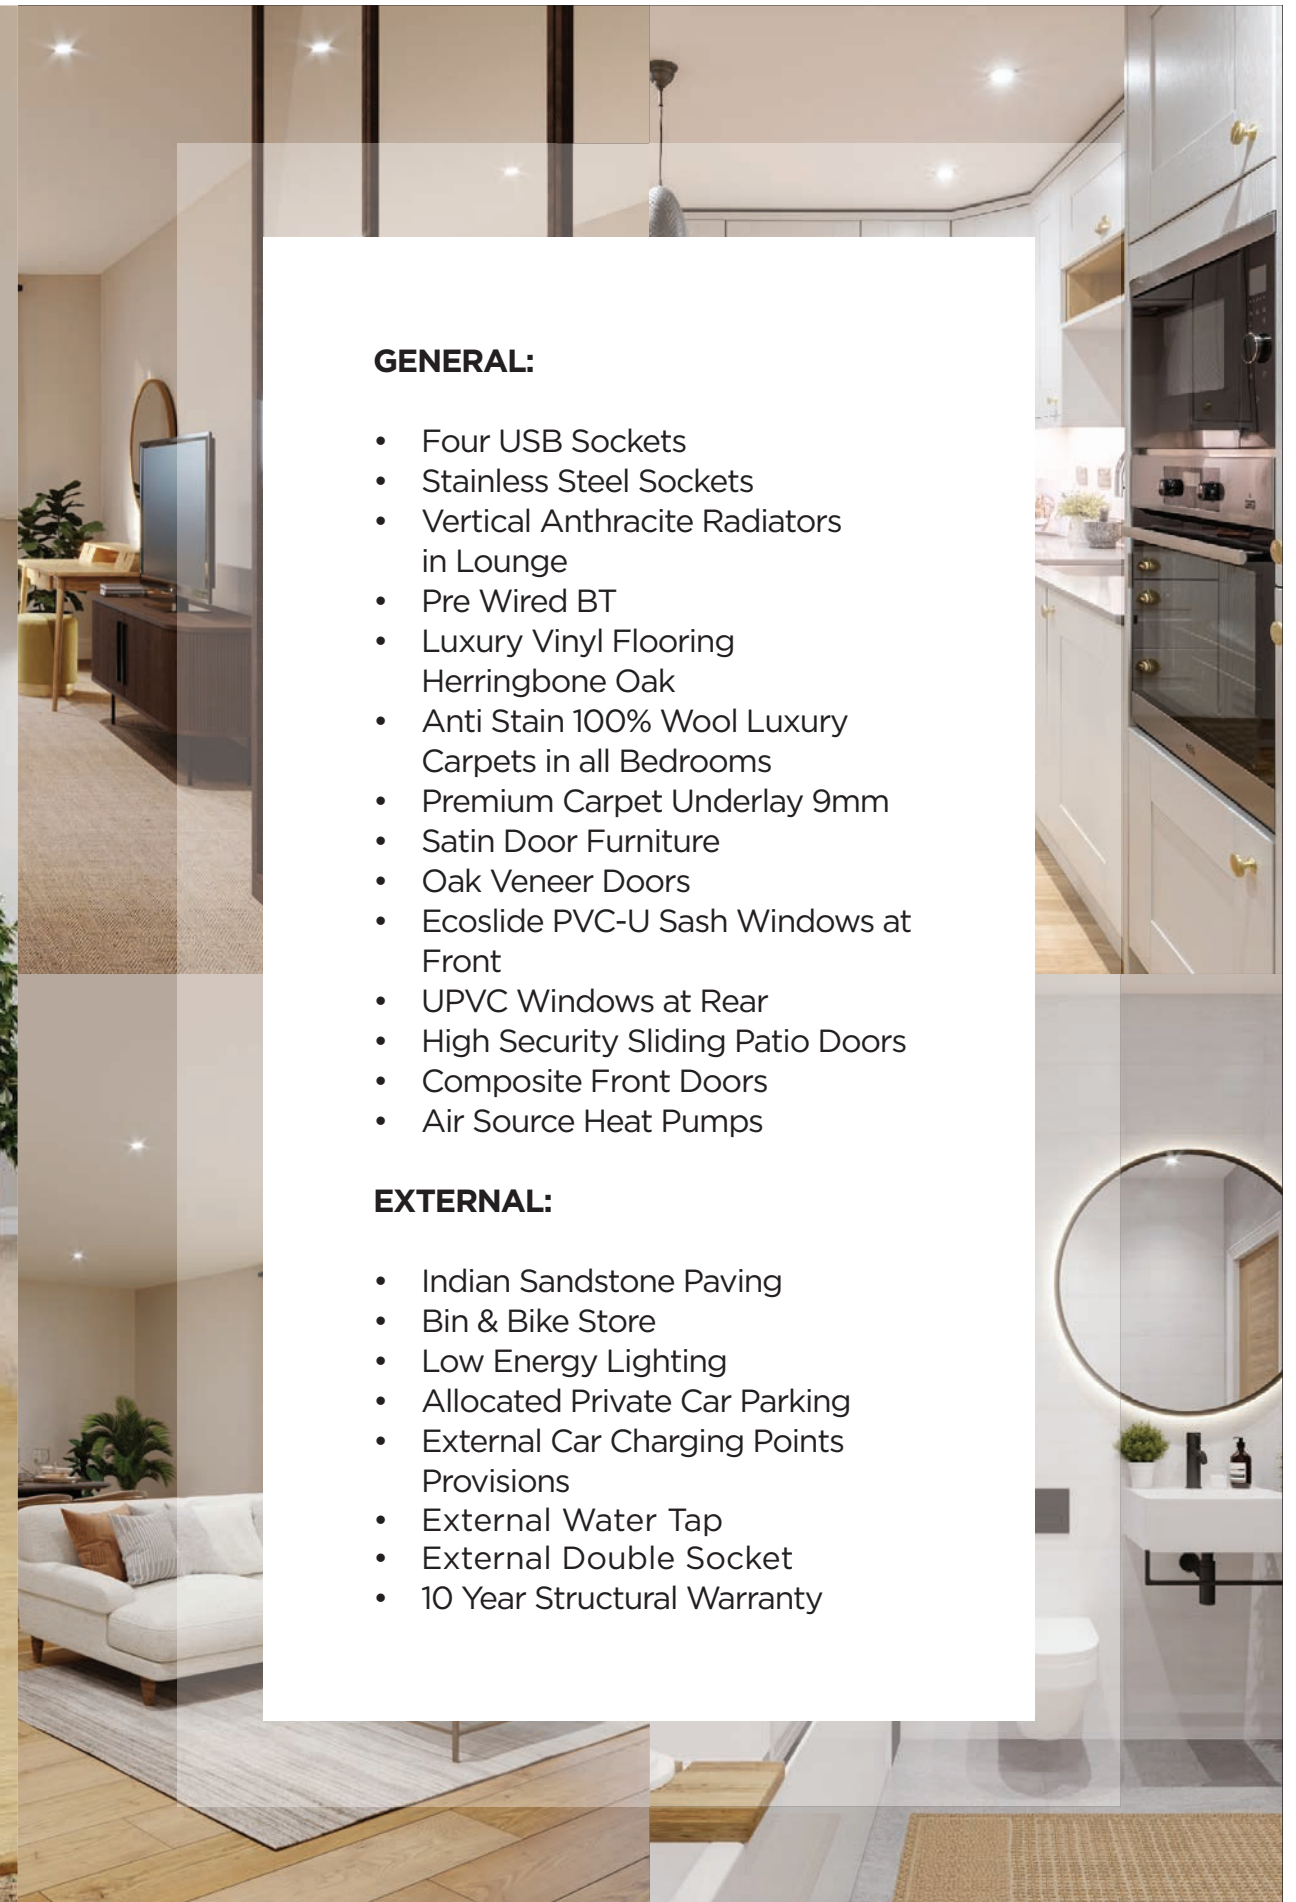 GENERAL:
• Four USB Sockets
• Stainless Steel Sockets
• Vertical Anthracite Radiators
in Lounge
• Pre Wired BT
• Luxury Vinyl Flooring
Herringbone Oak
• Anti Stain 100% Wool Luxury
Carpets in all Bedrooms
• Premium Carpet Underlay 9mm
• Satin Door Furniture
• Oak Veneer Doors
• Ecoslide PVC-U Sash Windows at
Front
• UPVC Windows at Rear
• High Security Sliding Patio Doors
• Composite Front Doors
• Air Source Heat Pumps
EXTERNAL:
• Indian Sandstone Paving
• Bin & Bike Store
• Low Energy Lighting
• Allocated Private Car Parking
• External Car Charging Points
Provisions
• External Water Tap
• External Double Socket
• 10 Year Structural Warranty